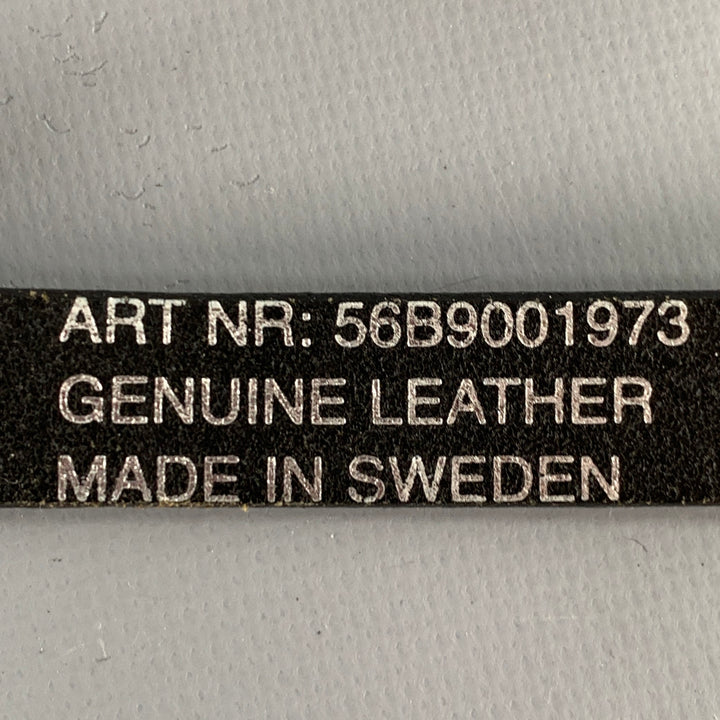 ART NR: 56B9001973
GENUINE LEATHER
MADE IN SWEDEN